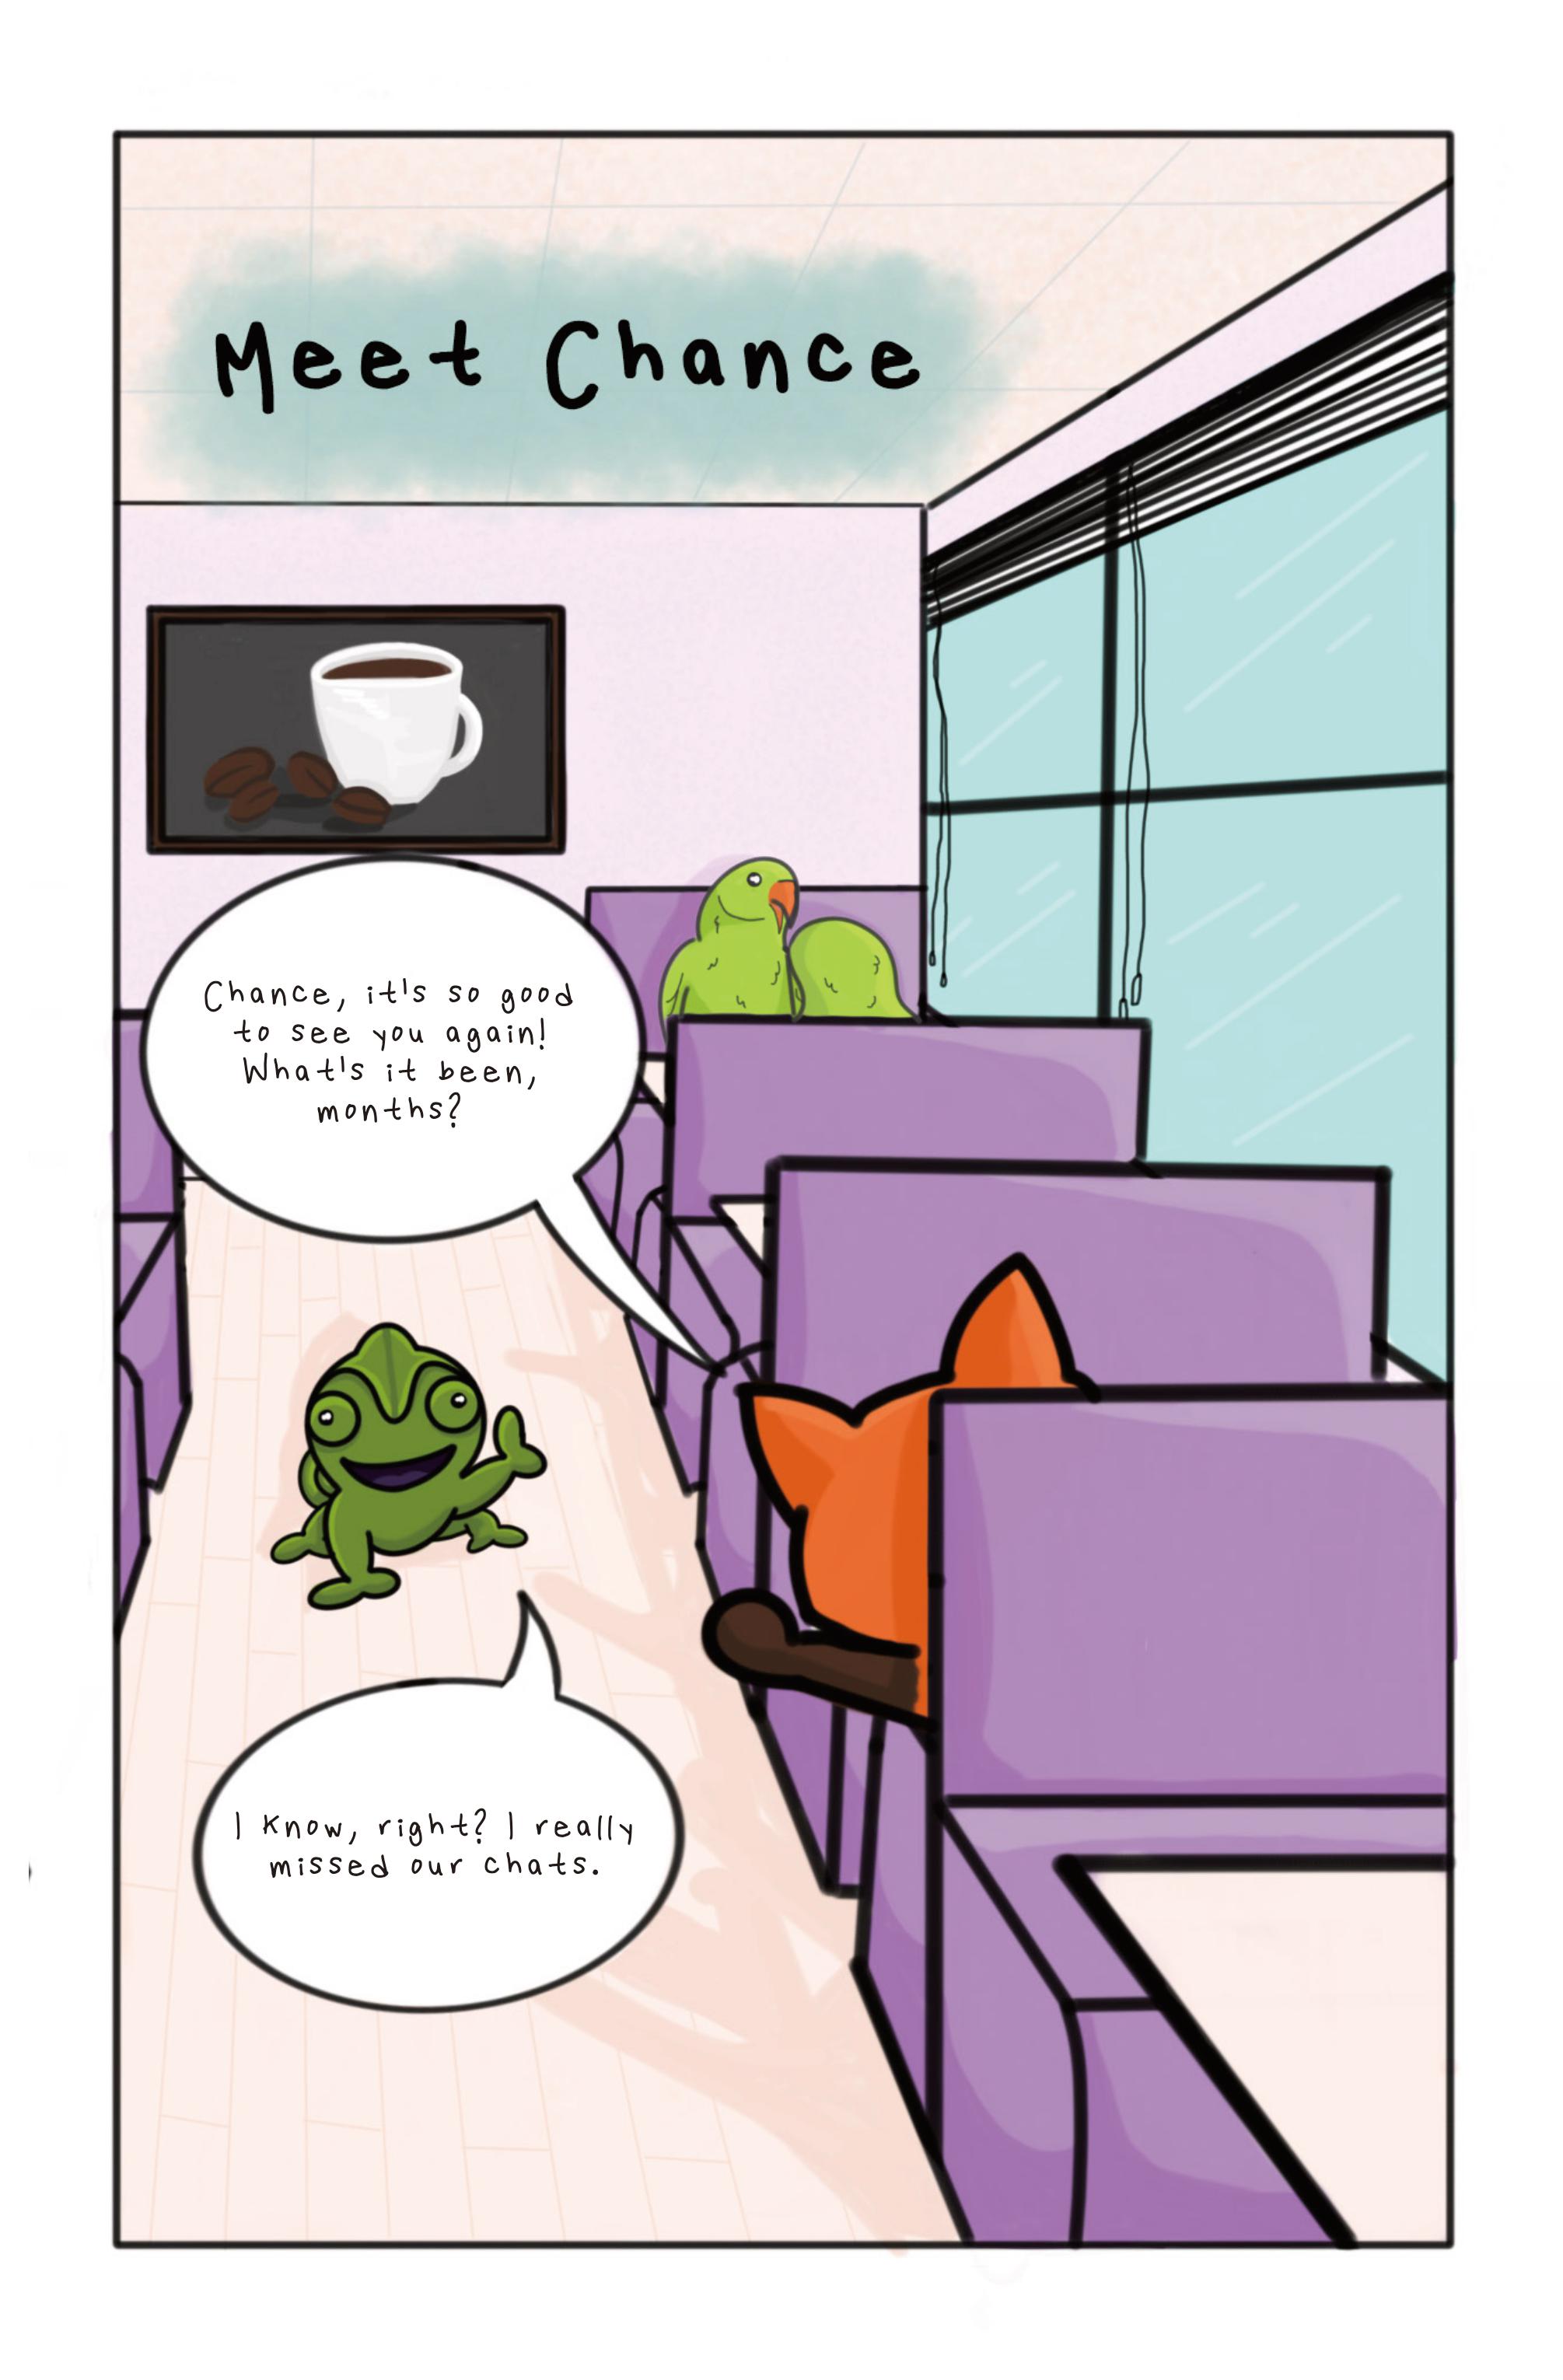 Meet Chance
Chance, it's so good
to see you again!
What's it been,
months?
I know, right? I really
missed our chats.